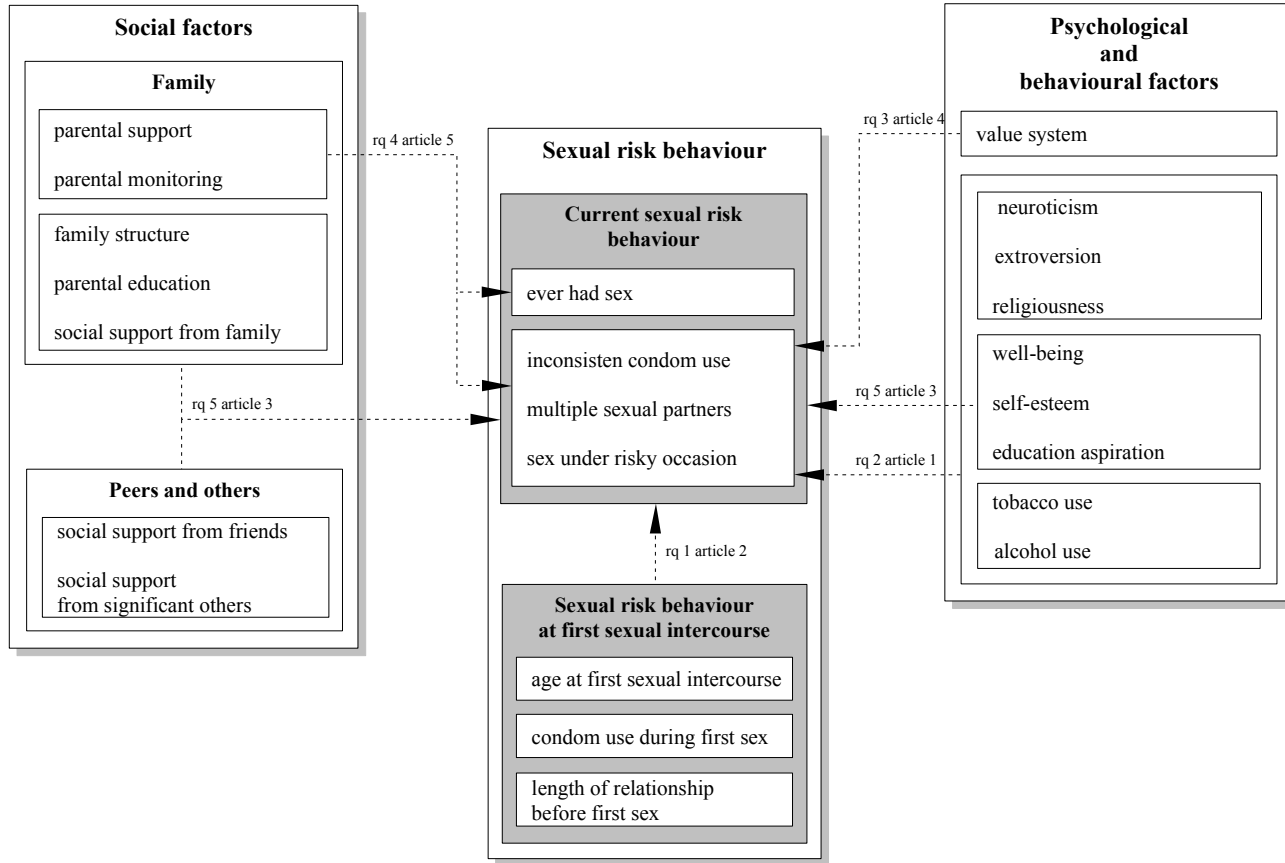 Social factors
Family
parental support
parental monitoring
family structure
parental education
social support from family
rq 4 article 5
rq 5 article 3
Peers and others
social support from friends
social support
from significant others
Sexual risk behaviour
Current sexual risk
behaviour
ever had sex
inconsisten condom use
multiple sexual partners
sex under risky occasion
rq 1 article 2
Sexual risk behaviour
at first sexual intercourse
age at first sexual intercourse
condom use during first sex
length of relationship
before first sex
Psychological
and
behavioural factors
rq 3 article 4
value system
neuroticism
extroversion
religiousness
well-being
rq 5 article 3
self-esteem
education aspiration
rq 2 article 1
tobacco use
alcohol use